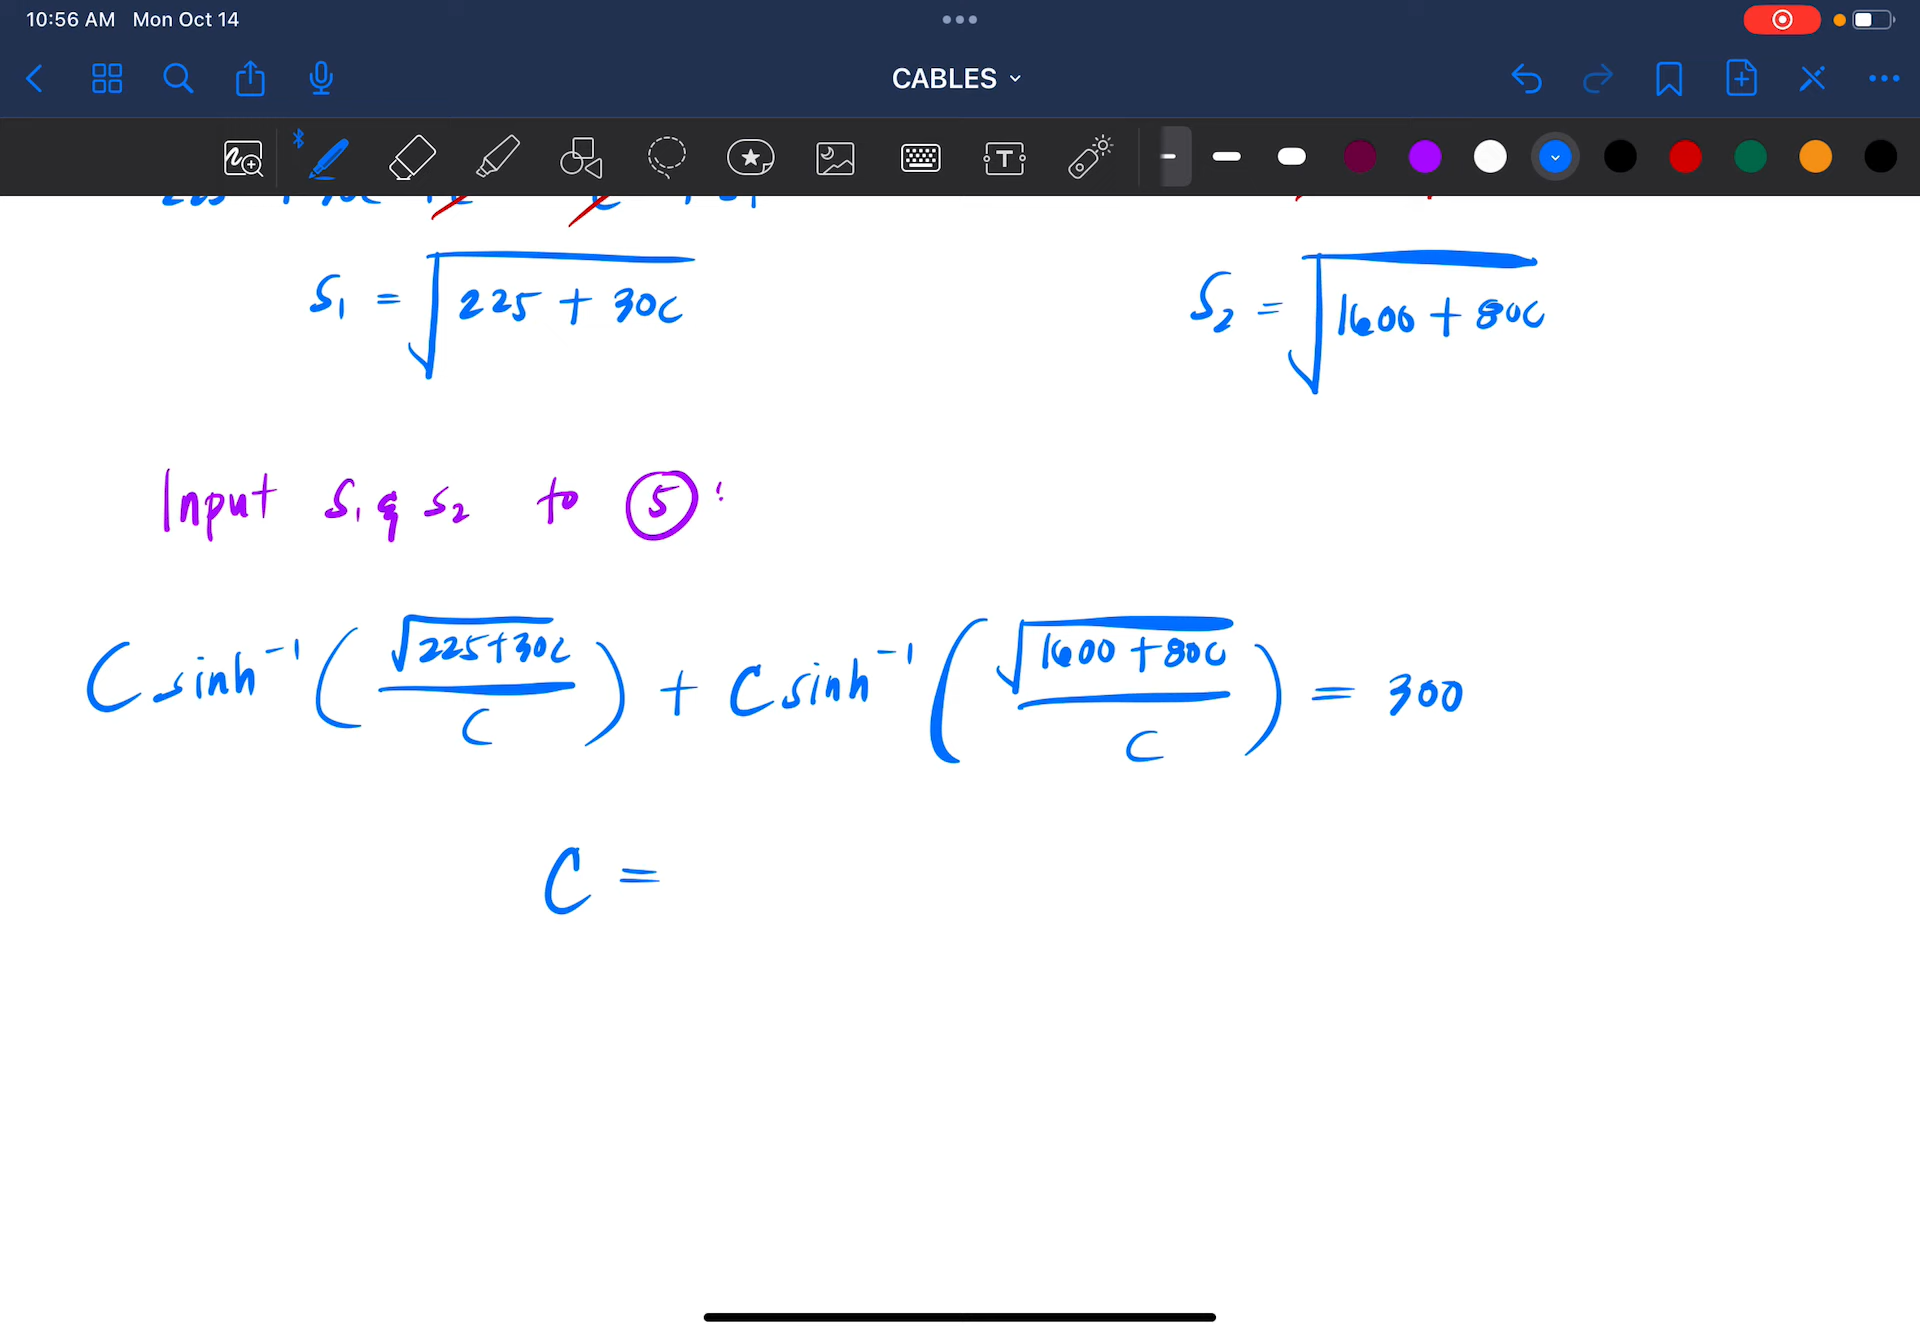 10:56 AM Mon Oct 14
CABLES
S₁ = √225 + 30C
S₂ = √1600 + 80C
Input S₁ & S₂ to ⑤:
C sinh⁻¹ (√225+30C / C) + C sinh⁻¹ (√1600 + 80C / C) = 300
C =